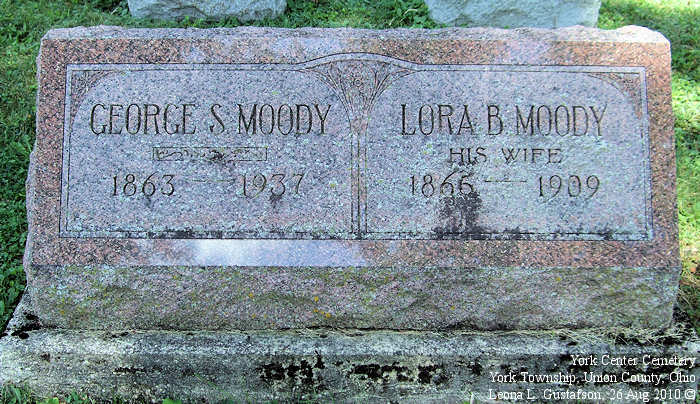 GEORGE S. MOODY
1863 — 1937
LORA B. MOODY
HIS WIFE
1865 — 1909
York Center Cemetery
York Township, Union County, Ohio
Leona L. Gustafson, 26 Aug 2010 ©